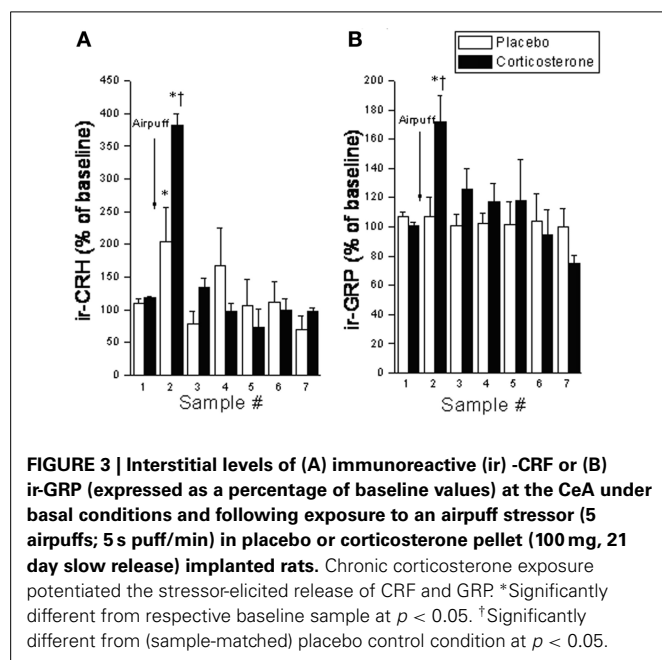 A
B
Placebo
Corticosterone
450
400
350
300
250
200
150
100
50
0
ir-CRH (% of baseline)
Airpuff
*
*†
1 2 3 4 5 6 7
Sample #
200
180
160
140
120
100
80
60
40
20
0
ir-GRP (% of baseline)
Airpuff
*†
1 2 3 4 5 6 7
Sample #
FIGURE 3 | Interstitial levels of (A) immunoreactive (ir) -CRF or (B)
ir-GRP (expressed as a percentage of baseline values) at the CeA under
basal conditions and following exposure to an airpuff stressor (5
airpuffs; 5 s puff/min) in placebo or corticosterone pellet (100 mg, 21
day slow release) implanted rats. Chronic corticosterone exposure
potentiated the stressor-elicited release of CRF and GRP. *Significantly
different from respective baseline sample at p < 0.05. †Significantly
different from (sample-matched) placebo control condition at p < 0.05.